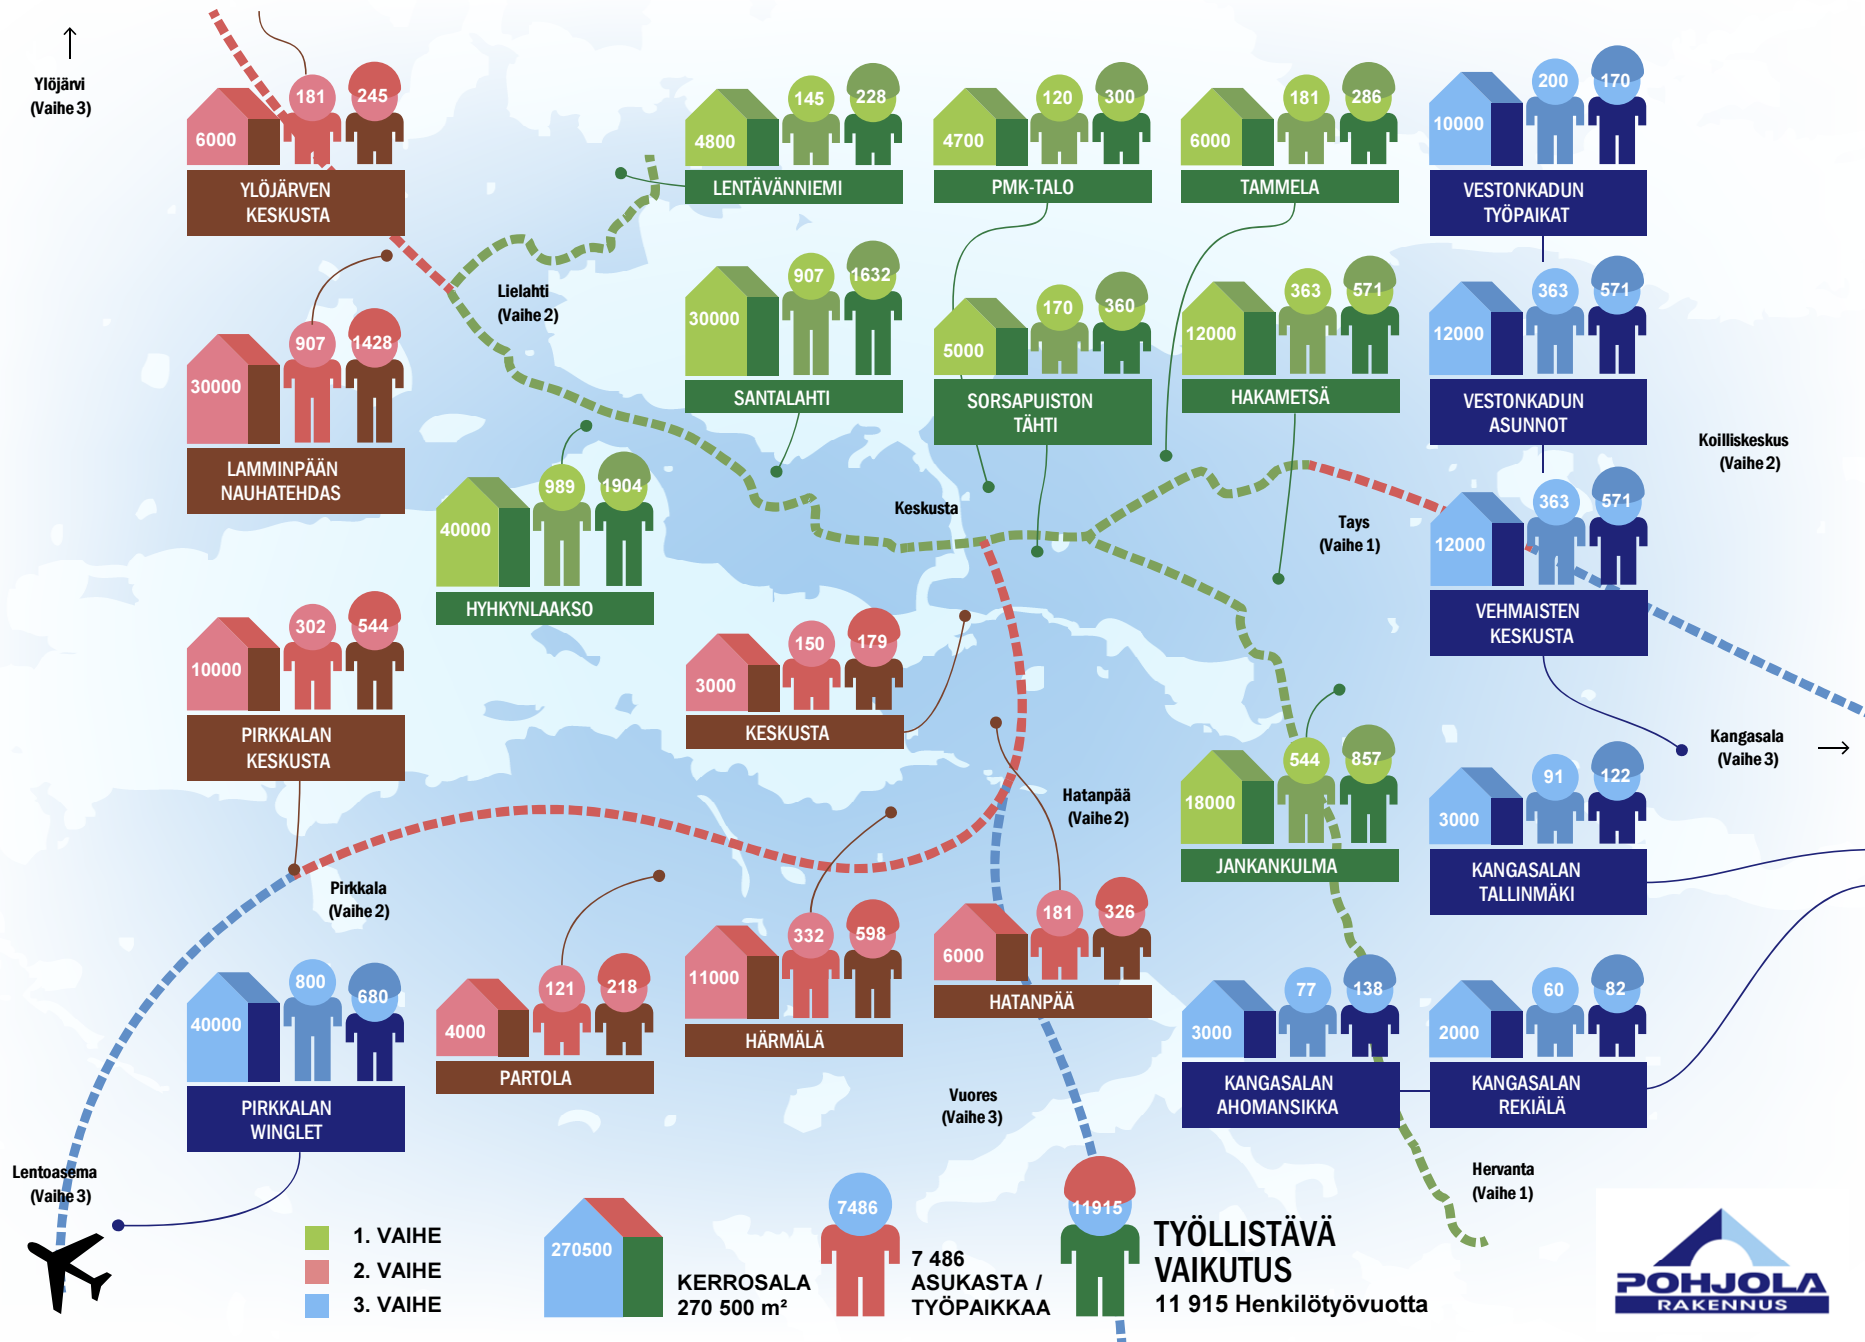 Ylöjärvi
(Vaihe 3)
181
245
6000
YLÖJÄRVEN
KESKUSTA
145
228
4800
LENTÄVÄNNIEMI
120
300
4700
PMK-TALO
181
286
6000
TAMMELA
200
170
10000
VESTONKADUN
TYÖPAIKAT
Lielahti
(Vaihe 2)
907
1428
30000
LAMMINPÄÄN
NAUHATEHDAS
907
1632
30000
SANTALAHTI
170
360
5000
SORSAPUISTON
TÄHTI
363
571
12000
HAKAMETSÄ
363
571
12000
VESTONKADUN
ASUNNOT
Koilliskeskus
(Vaihe 2)
989
1904
40000
HYHKYNLAAKSO
Keskusta
Tays
(Vaihe 1)
363
571
12000
VEHMAISTEN
KESKUSTA
302
544
10000
PIRKKALAN
KESKUSTA
150
179
3000
KESKUSTA
Hatanpää
(Vaihe 2)
544
857
18000
JANKANKULMA
Kangasala
(Vaihe 3)
91
122
3000
KANGASALAN
TALLINMÄKI
Pirkkala
(Vaihe 2)
800
680
40000
PIRKKALAN
WINGLET
121
218
4000
PARTOLA
332
598
11000
HÄRMÄLÄ
181
326
6000
HATANPÄÄ
77
138
3000
KANGASALAN
AHOMANSIKKA
60
82
2000
KANGASALAN
REKIÄLÄ
Vuores
(Vaihe 3)
Lentoasema
(Vaihe 3)
Hervanta
(Vaihe 1)
1. VAIHE
2. VAIHE
3. VAIHE
270500
KERROSALA
270 500 m²
7486
7 486
ASUKASTA /
TYÖPAIKKAA
11915
TYÖLLISTÄVÄ
VAIKUTUS
11 915 Henkilötyövuotta
POHJOLA
RAKENNUS